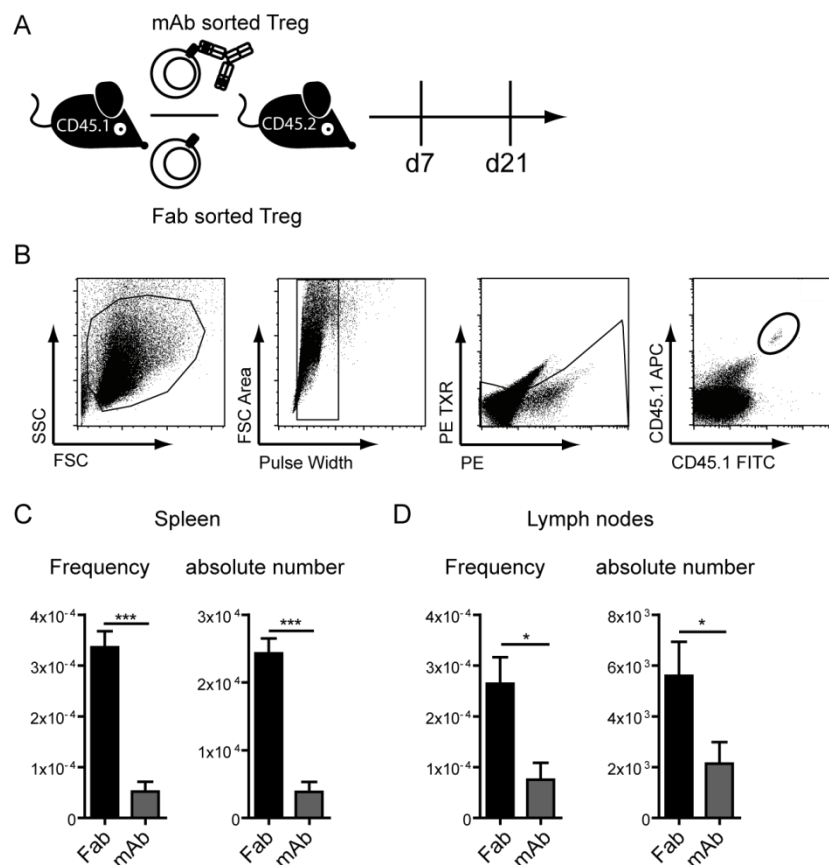 A
mAb sorted Treg
CD45.1
CD45.2
d7
d21
Fab sorted Treg
B
SSC
FSC
FSC Area
Pulse Width
PE TXR
PE
CD45.1 APC
CD45.1 FITC
C
Spleen
D
Lymph nodes
Frequency
absolute number
Frequency
absolute number
4x10⁻⁴
3x10⁻⁴
2x10⁻⁴
1x10⁻⁴
0
***
Fab
mAb
3x10⁴
2x10⁴
1x10⁴
0
***
Fab
mAb
4x10⁻⁴
3x10⁻⁴
2x10⁻⁴
1x10⁻⁴
0
*
Fab
mAb
8x10³
6x10³
4x10³
2x10³
0
*
Fab
mAb